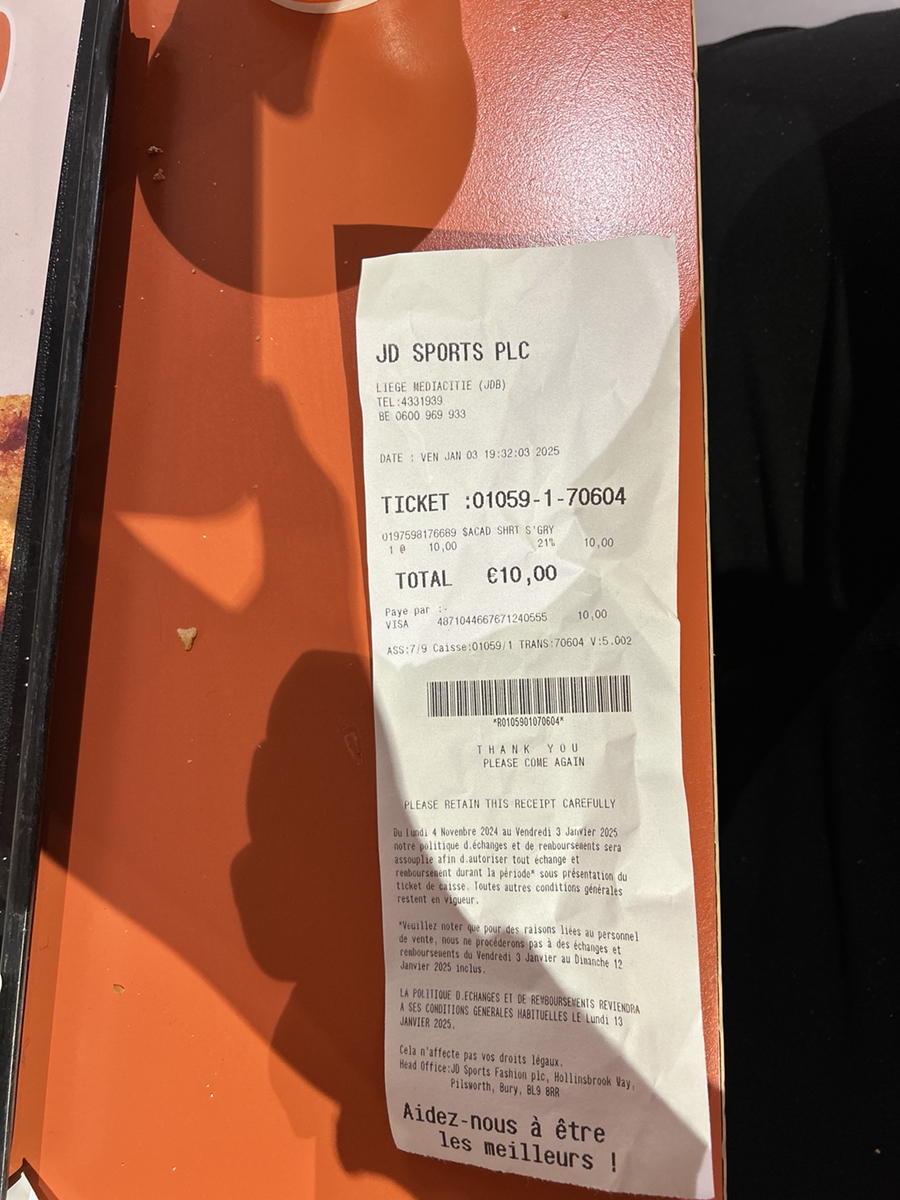 JD SPORTS PLC
LIEGE MEDIACITIE (JDB)
TEL:4331939
BE 0600 969 933
DATE : VEN JAN 03 19:32:03 2025
TICKET :01059-1-70604
0197598176689 $ACAD SHRT S'GRY
1 @ 10,00 21% 10,00
TOTAL €10,00
Paye par :-
VISA 4871044667671240555 10,00
ASS:7/9 Caisse:01059/1 TRANS:70604 V:5.002
*R0105901070604*
THANK YOU
PLEASE COME AGAIN
PLEASE RETAIN THIS RECEIPT CAREFULLY
Du Lundi 4 Novembre 2024 au Vendredi 3 Janvier 2025
notre politique d.échanges et de remboursements sera
assouplie afin d.autoriser tout échange et
remboursement durant la période* sous présentation du
ticket de caisse. Toutes autres conditions générales
restent en vigueur.
*Veuillez noter que pour des raisons liées au personnel
de vente, nous ne procéderons pas à des échanges et
remboursements du Vendredi 3 Janvier au Dimanche 12
Janvier 2025 inclus.
LA POLITIQUE D.ECHANGES ET DE REMBOURSEMENTS REVIENDRA
A SES CONDITIONS GENERALES HABITUELLES LE Lundi 13
JANVIER 2025.
Cela n'affecte pas vos droits légaux.
Head Office:JD Sports Fashion plc, Hollinsbrook Way,
Pilsworth, Bury, BL9 8RR
Aidez-nous à être
les meilleurs !